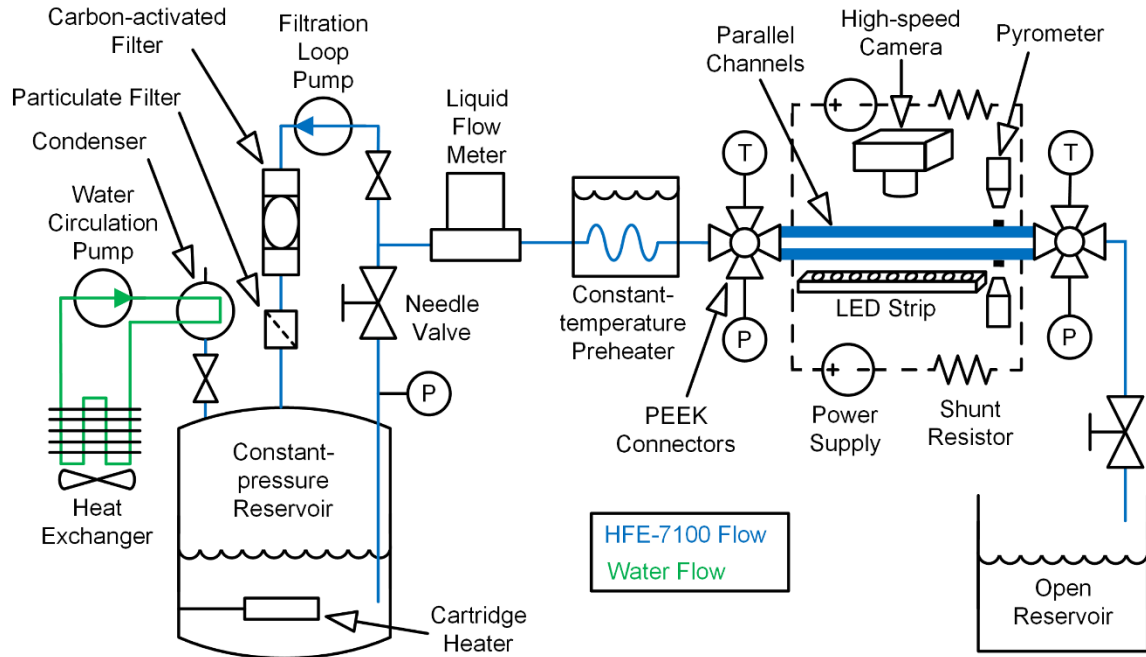 Carbon-activated
Filter
Filtration
Loop
Pump
Particulate Filter
Condenser
Water
Circulation
Pump
Liquid
Flow
Meter
Parallel
Channels
High-speed
Camera
Pyrometer
T
T
P
P
P
+
+
Needle
Valve
Constant-
temperature
Preheater
LED Strip
PEEK
Connectors
Power
Supply
Shunt
Resistor
Heat
Exchanger
Constant-
pressure
Reservoir
Cartridge
Heater
HFE-7100 Flow
Water Flow
Open
Reservoir